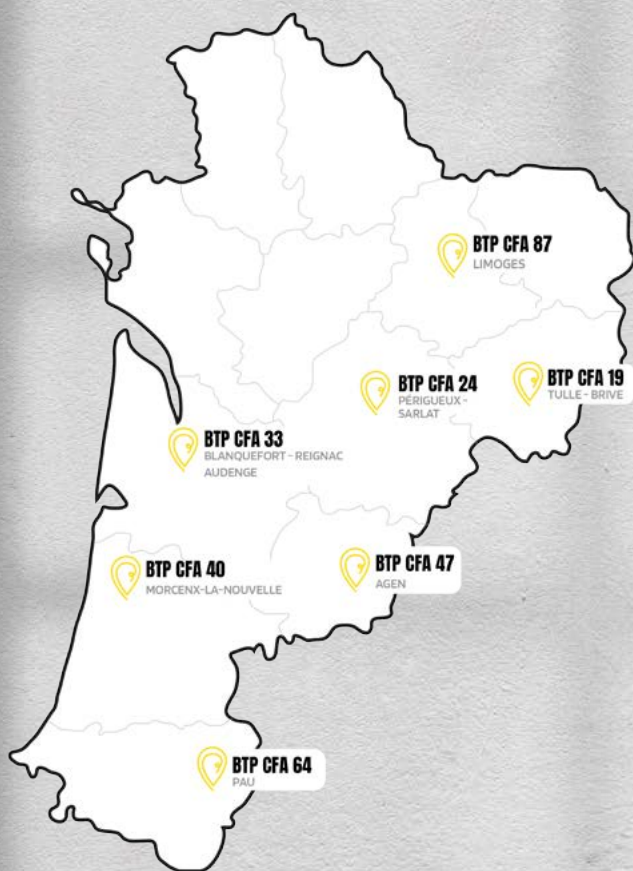 BTP CFA 87
LIMOGES
BTP CFA 19
TULLE - BRIVE
BTP CFA 24
PÉRIGUEUX -
SARLAT
BTP CFA 33
BLANQUEFORT - REIGNAC
AUDENGE
BTP CFA 47
AGEN
BTP CFA 40
MORCENX-LA-NOUVELLE
BTP CFA 64
PAU